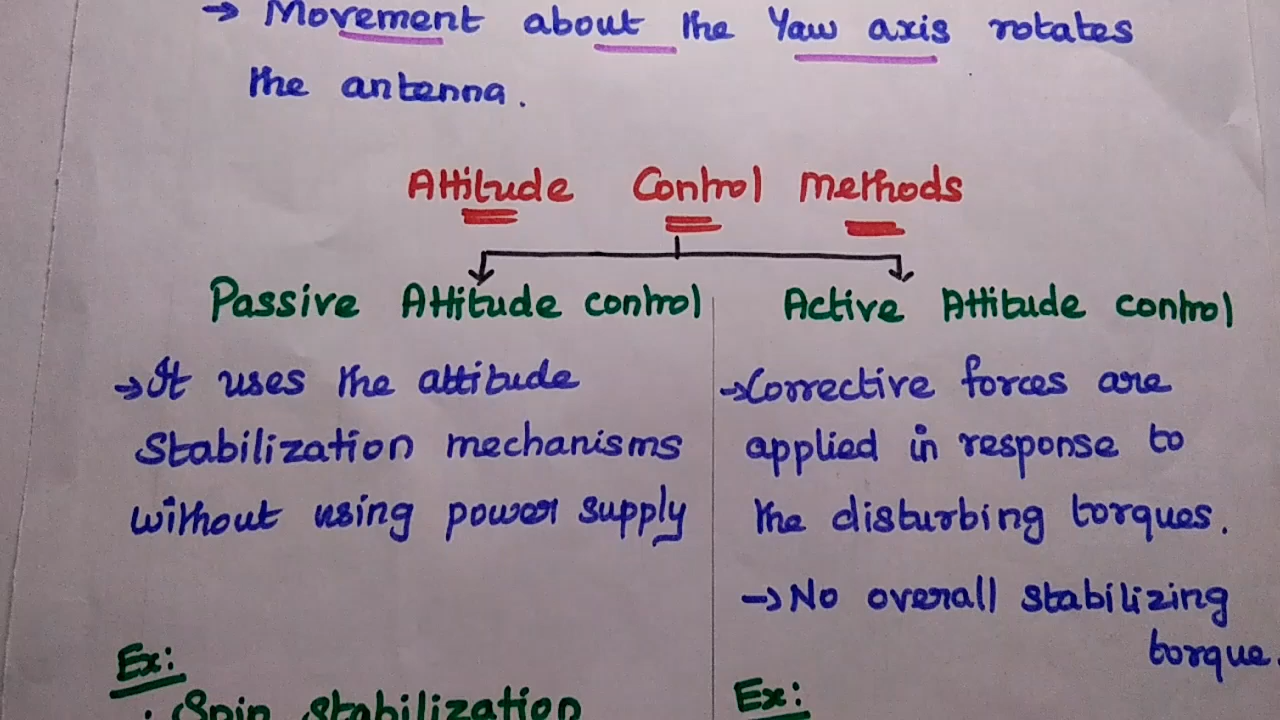 → Movement about the Yaw axis rotates
the antenna.
Attitude Control Methods
Passive Attitude control
→It uses the attitude
Stabilization mechanisms
without using power supply
Ex:
. Spin stabilization
Active Attitude control
→Corrective forces are
applied in response to
the disturbing torques.
→No overall stabilizing
torque.
Ex: